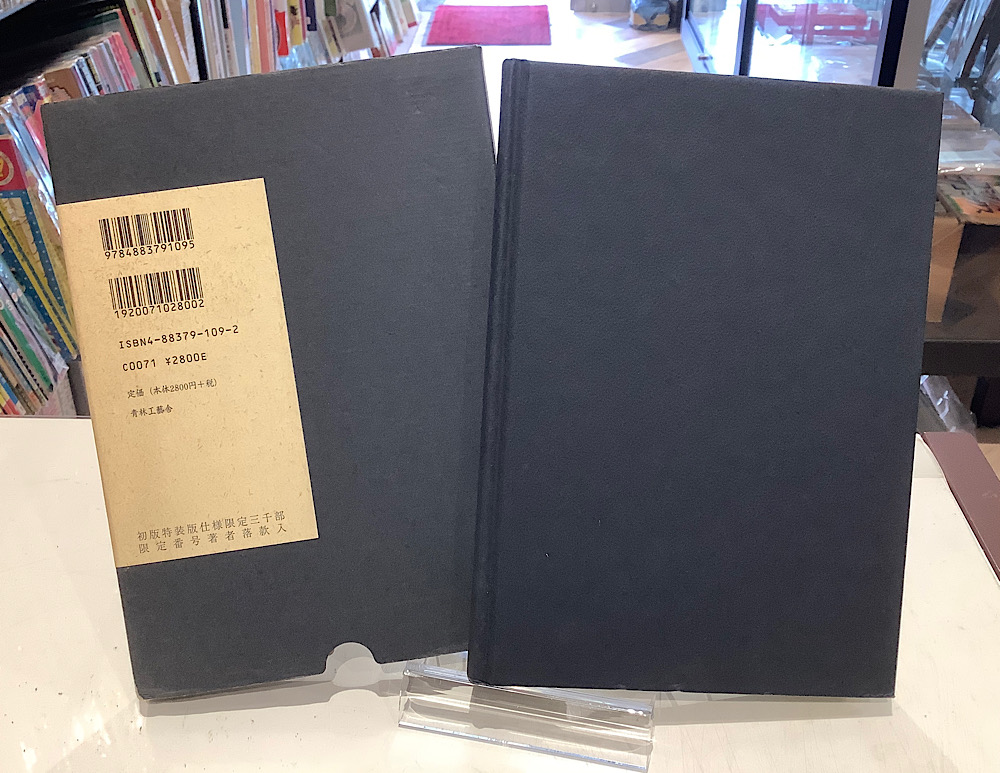 9784883791095
1920071028002
ISBN4-88379-109-2
C0071 ¥2800E
定価（本体2800円＋税）
青林工藝舎
初版特装版仕様限定三千部
限定番号著者落款入